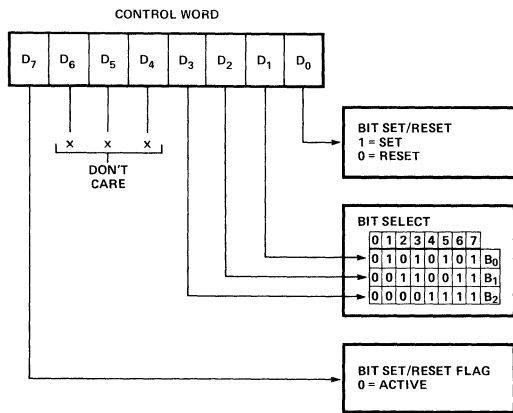 CONTROL WORD
D7 D6 D5 D4 D3 D2 D1 D0
X X X
DON'T
CARE
BIT SET/RESET
1 = SET
0 = RESET
BIT SELECT
0 1 2 3 4 5 6 7
0 1 0 1 0 1 0 1 B0
0 0 1 1 0 0 1 1 B1
0 0 0 0 1 1 1 1 B2
BIT SET/RESET FLAG
0 = ACTIVE